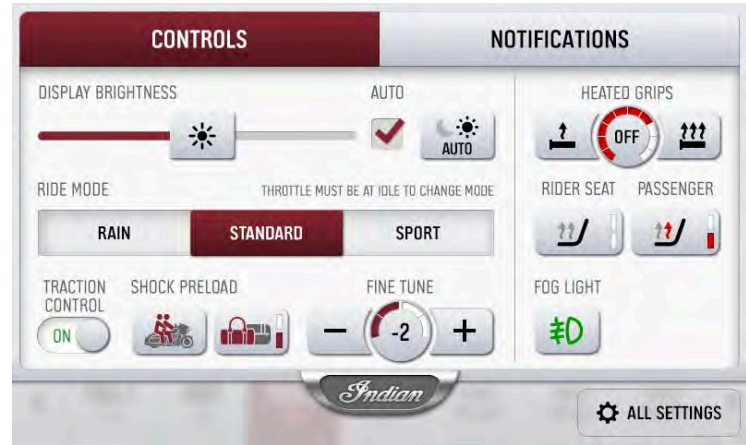 CONTROLS
NOTIFICATIONS
DISPLAY BRIGHTNESS
AUTO
AUTO
HEATED GRIPS
OFF
RIDE MODE
THROTTLE MUST BE AT IDLE TO CHANGE MODE
RAIN
STANDARD
SPORT
RIDER SEAT
PASSENGER
TRACTION
CONTROL
ON
SHOCK PRELOAD
FINE TUNE
-2
FOG LIGHT
Indian
ALL SETTINGS